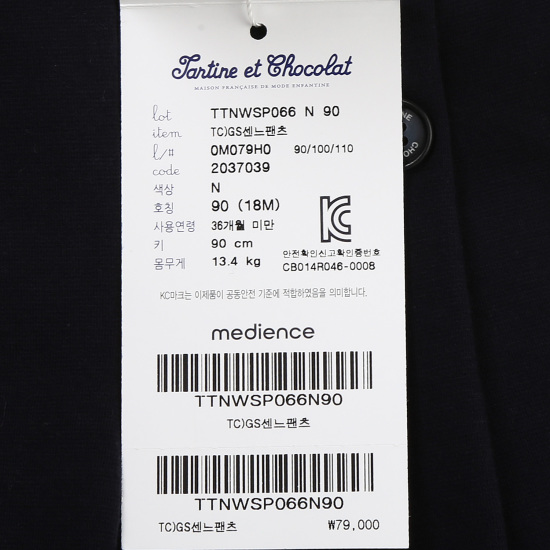 Tartine et Chocolat
MAISON FRANÇAISE DE MODE ENFANTINE
lot TTNWSP066 N 90
item TC)GS센느팬츠
l/# 0M079H0 90/100/110
code 2037039
색상 N
호칭 90 (18M)
사용연령 36개월 미만
키 90 cm
몸무게 13.4 kg
KC
안전확인신고확인증번호
CB014R046-0008
KC마크는 이제품이 공통안전 기준에 적합하였음을 의미합니다.
medience
TTNWSP066N90
TC)GS센느팬츠
TTNWSP066N90
TC)GS센느팬츠 ₩79,000